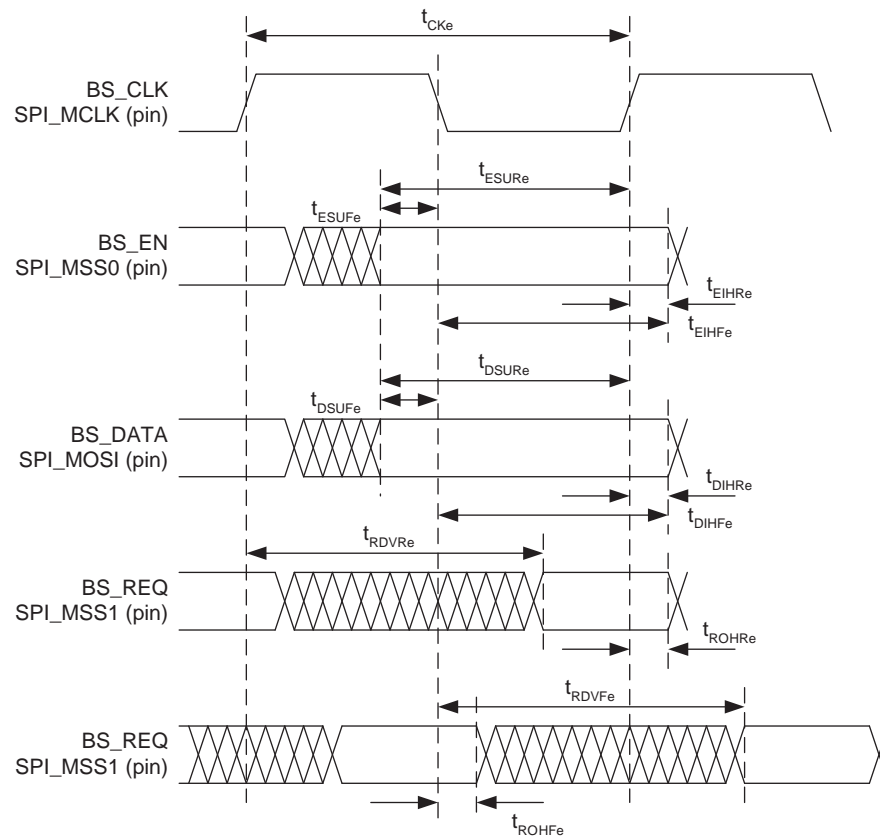 tCKe
BS_CLK
SPI_MCLK (pin)
tESURe
tESUFe
BS_EN
SPI_MSS0 (pin)
tEIHRe
tEIHFe
tDSURe
tDSUFe
BS_DATA
SPI_MOSI (pin)
tDIHRe
tDIHFe
tRDVRe
BS_REQ
SPI_MSS1 (pin)
tROHRe
tRDVFe
BS_REQ
SPI_MSS1 (pin)
tROHFe